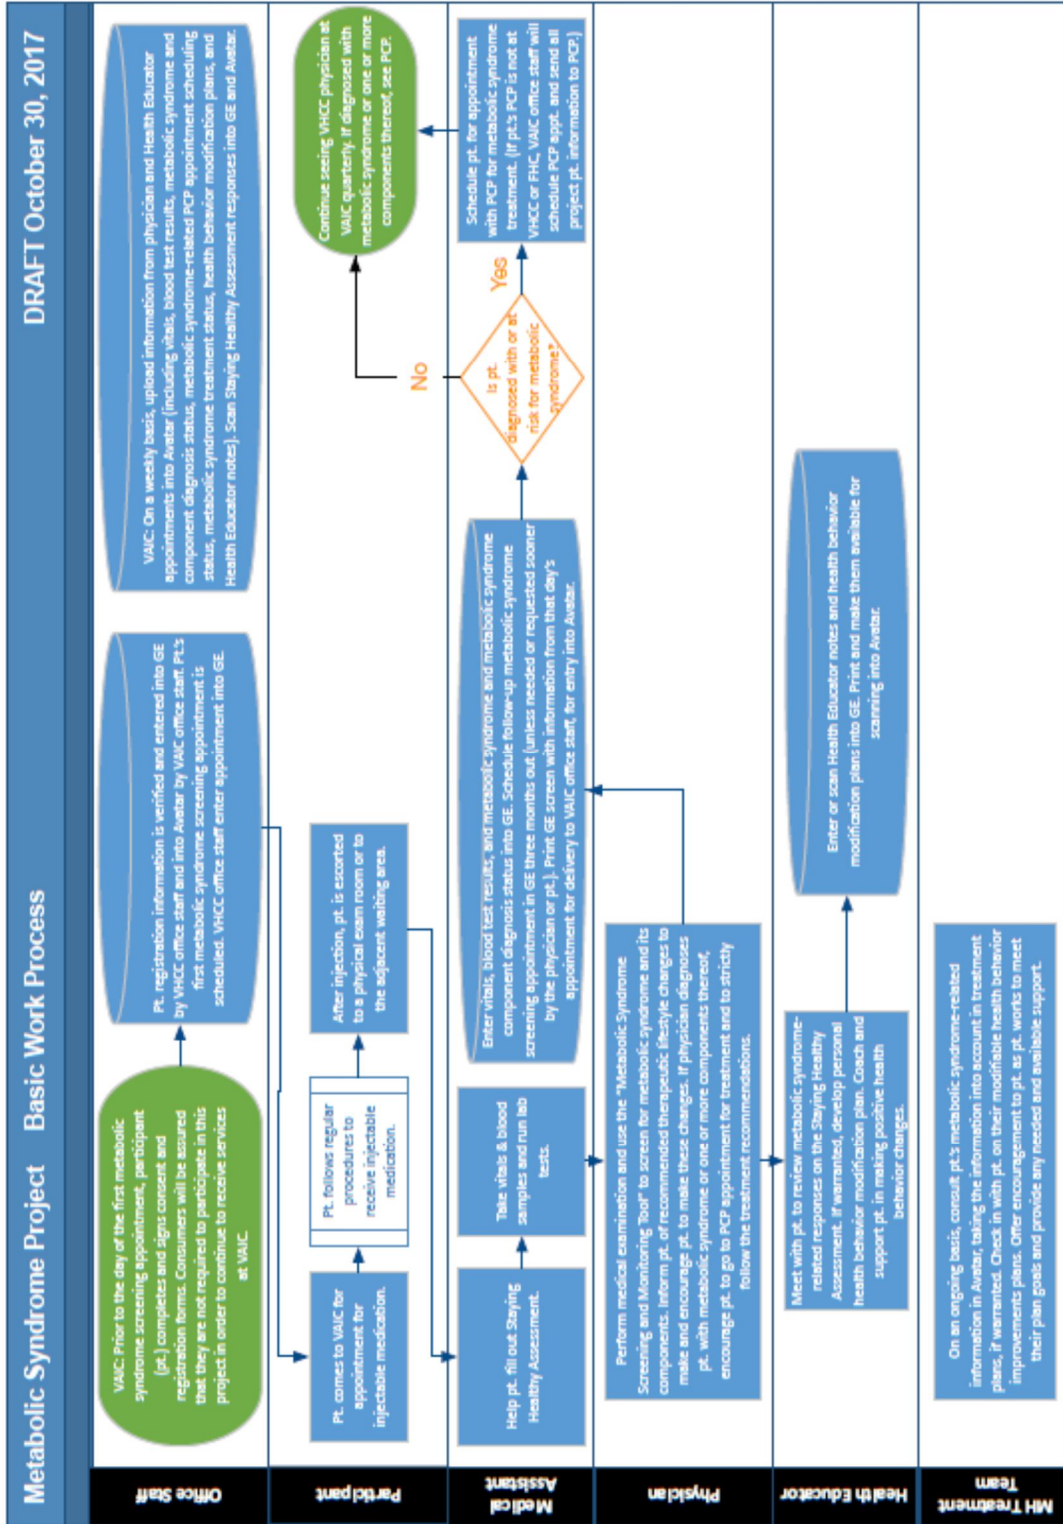 Metabolic Syndrome Project Basic Work Process
DRAFT October 30, 2017
Office Staff
VAIC: Prior to the day of the first metabolic
syndrome screening appointment, participant
(pt.) completes and signs consent and
registration forms. Consumers will be assured
that they are not required to participate in this
project in order to continue to receive services
at VAIC.
Pt. registration information is verified and entered into GE
by VHCC office staff and into Avatar by VAIC office staff. Pt.'s
first metabolic syndrome screening appointment is
scheduled. VHCC office staff enter appointment into GE.
VAIC: On a weekly basis, upload information from physician and Health Educator
appointments into Avatar (including vitals, blood test results, metabolic syndrome and
component diagnosis status, metabolic syndrome-related PCP appointment scheduling
status, metabolic syndrome treatment status, health behavior modification plans, and
Health Educator notes). Scan Staying Healthy Assessment responses into GE and Avatar.
Participant
Pt. comes to VAIC for
appointment for
injectable medication.
Pt. follows regular
procedures to
receive injectable
medication.
After injection, pt. is escorted
to a physical exam room or to
the adjacent waiting area.
Continue seeing VHCC physician at
VAIC quarterly. If diagnosed with
metabolic syndrome or one or more
components thereof, see PCP.
Medical
Assistant
Help pt. fill out Staying
Healthy Assessment.
Take vitals & blood
samples and run lab
tests.
Enter vitals, blood test results, and metabolic syndrome and metabolic syndrome
component diagnosis status into GE. Schedule follow-up metabolic syndrome
screening appointment in GE three months out (unless needed or requested sooner
by the physician or pt.). Print GE screen with information from that day's
appointment for delivery to VAIC office staff, for entry into Avatar.
Is pt.
diagnosed with or at
risk for metabolic
syndrome?
No
Yes
Schedule pt. for appointment
with PCP for metabolic syndrome
treatment. (If pt.'s PCP is not at
VHCC or FHC, VAIC office staff will
schedule PCP appt. and send all
project pt. information to PCP.)
Physician
Perform medical examination and use the "Metabolic Syndrome
Screening and Monitoring Tool" to screen for metabolic syndrome and its
components. Inform pt. of recommended therapeutic lifestyle changes to
make and encourage pt. to make these changes. If physician diagnoses
pt. with metabolic syndrome or one or more components thereof,
encourage pt. to go to PCP appointment for treatment and to strictly
follow the treatment recommendations.
Health Educator
Meet with pt. to review metabolic syndrome-
related responses on the Staying Healthy
Assessment. If warranted, develop personal
health behavior modification plan. Coach and
support pt. in making positive health
behavior changes.
Enter or scan Health Educator notes and health behavior
modification plans into GE. Print and make them available for
scanning into Avatar.
MH Treatment
Team
On an ongoing basis, consult pt.'s metabolic syndrome-related
information in Avatar, taking the information into account in treatment
plans, if warranted. Check in with pt. on their modifiable health behavior
improvements plans. Offer encouragement to pt. as pt. works to meet
their plan goals and provide any needed and available support.